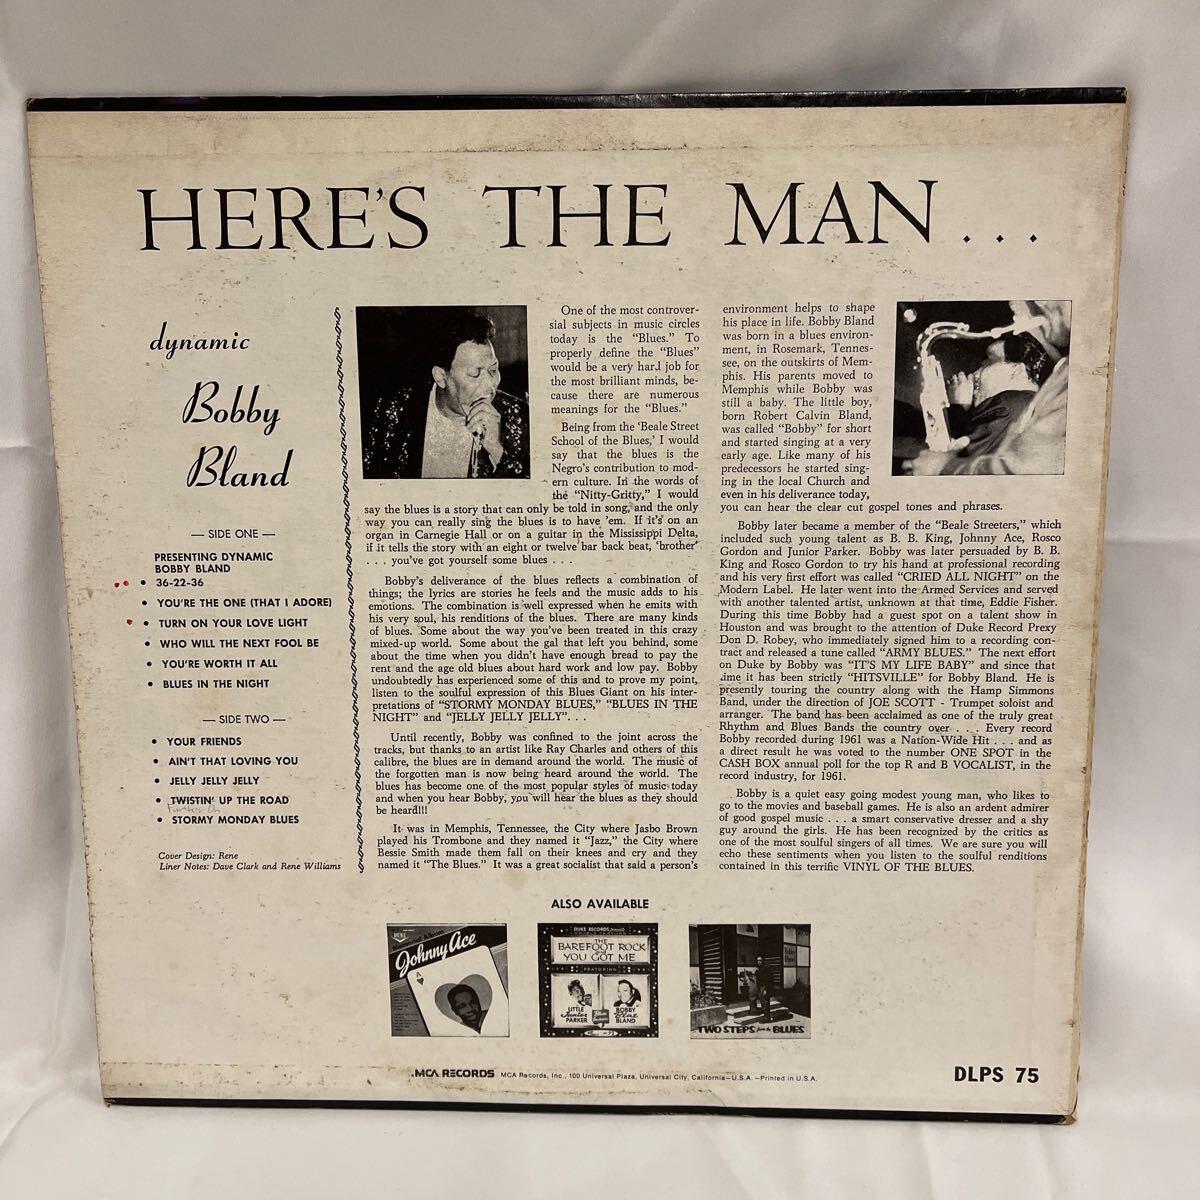 HERE'S THE MAN...
dynamic
Bobby
Bland
— SIDE ONE —
PRESENTING DYNAMIC
BOBBY BLAND
• 36-22-36
• YOU'RE THE ONE (THAT I ADORE)
• TURN ON YOUR LOVE LIGHT
• WHO WILL THE NEXT FOOL BE
• YOU'RE WORTH IT ALL
• BLUES IN THE NIGHT
— SIDE TWO —
• YOUR FRIENDS
• AIN'T THAT LOVING YOU
• JELLY JELLY JELLY
• TWISTIN' UP THE ROAD
• STORMY MONDAY BLUES
Cover Design: Rene
Liner Notes: Dave Clark and Rene Williams
One of the most controver-
sial subjects in music circles
today is the "Blues." To
properly define the "Blues"
would be a very hard job for
the most brilliant minds, be-
cause there are numerous
meanings for the "Blues."
Being from the 'Beale Street
School of the Blues,' I would
say that the blues is the
Negro's contribution to mod-
ern culture. In the words of
the "Nitty-Gritty," I would
say the blues is a story that can only be told in song, and the only
way you can really sing the blues is to have 'em. If it's on an
organ in Carnegie Hall or on a guitar in the Mississippi Delta,
if it tells the story with an eight or twelve bar back beat, 'brother'
. . . you've got yourself some blues . . .
Bobby's deliverance of the blues reflects a combination of
things; the lyrics are stories he feels and the music adds to his
emotions. The combination is well expressed when he emits with
his very soul, his renditions of the blues. There are many kinds
of blues. Some about the way you've been treated in this crazy
mixed-up world. Some about the gal that left you behind, some
about the time when you didn't have enough bread to pay the
rent and the age old blues about hard work and low pay. Bobby
undoubtedly has experienced some of this and to prove my point,
listen to the soulful expression of this Blues Giant on his inter-
pretations of "STORMY MONDAY BLUES," "BLUES IN THE
NIGHT" and "JELLY JELLY JELLY". . .
Until recently, Bobby was confined to the joint across the
tracks, but thanks to an artist like Ray Charles and others of this
calibre, the blues are in demand around the world. The music of
the forgotten man is now being heard around the world. The
blues has become one of the most popular styles of music today
and when you hear Bobby, you will hear the blues as they should
be heard!!!
It was in Memphis, Tennessee, the City where Jasbo Brown
played his Trombone and they named it "Jazz," the City where
Bessie Smith made them fall on their knees and cry and they
named it "The Blues." It was a great socialist that said a person's
environment helps to shape
his place in life. Bobby Bland
was born in a blues environ-
ment, in Rosemark, Tennes-
see, on the outskirts of Mem-
phis. His parents moved to
Memphis while Bobby was
still a baby. The little boy,
born Robert Calvin Bland,
was called "Bobby" for short
and started singing at a very
early age. Like many of his
predecessors he started sing-
ing in the local Church and
even in his deliverance today,
you can hear the clear cut gospel tones and phrases.
Bobby later became a member of the "Beale Streeters," which
included such young talent as B. B. King, Johnny Ace, Rosco
Gordon and Junior Parker. Bobby was later persuaded by B. B.
King and Rosco Gordon to try his hand at professional recording
and his very first effort was called "CRIED ALL NIGHT" on the
Modern Label. He later went into the Armed Services and served
with another talented artist, unknown at that time, Eddie Fisher.
During this time Bobby had a guest spot on a talent show in
Houston and was brought to the attention of Duke Record Prexy
Don D. Robey, who immediately signed him to a recording con-
tract and released a tune called "ARMY BLUES." The next effort
on Duke by Bobby was "IT'S MY LIFE BABY" and since that
time it has been strictly "HITSVILLE" for Bobby Bland. He is
presently touring the country along with the Hamp Simmons
Band, under the direction of JOE SCOTT - Trumpet soloist and
arranger. The band has been acclaimed as one of the truly great
Rhythm and Blues Bands the country over . . . Every record
Bobby recorded during 1961 was a Nation-Wide Hit . . . and as
a direct result he was voted to the number ONE SPOT in the
CASH BOX annual poll for the top R and B VOCALIST, in the
record industry, for 1961.
Bobby is a quiet easy going modest young man, who likes to
go to the movies and baseball games. He is also an ardent admirer
of good gospel music . . . a smart conservative dresser and a shy
guy around the girls. He has been recognized by the critics as
one of the most soulful singers of all times. We are sure you will
echo these sentiments when you listen to the soulful renditions
contained in this terrific VINYL OF THE BLUES.
ALSO AVAILABLE
DUKE
Memorial Album
Johnny Ace
A
DUKE RECORDS
THE
BAREFOOT ROCK
YOU GOT ME
FEATURING
LITTLE
Junior
PARKER
BOBBY
Blue
BLAND
TWO STEPS from the BLUES
MCA RECORDS MCA Records, Inc., 100 Universal Plaza, Universal City, California—U.S.A.—Printed in U.S.A.
DLPS 75